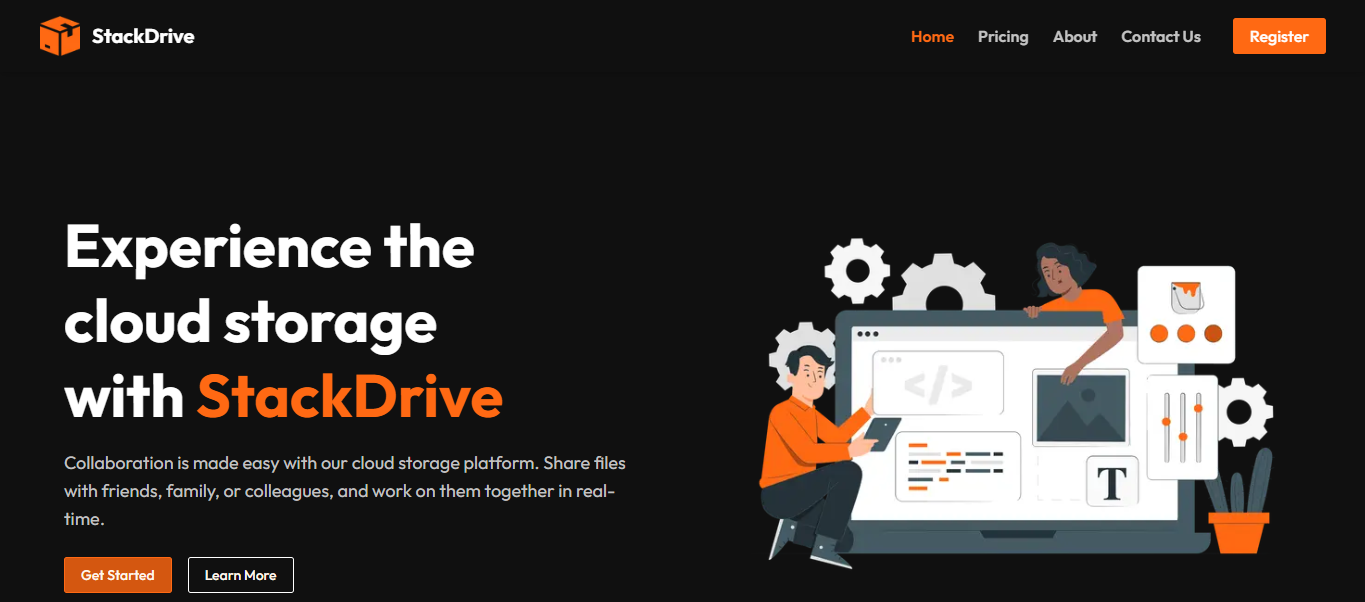 StackDrive
Home Pricing About Contact Us Register
Experience the
cloud storage
with StackDrive
Collaboration is made easy with our cloud storage platform. Share files
with friends, family, or colleagues, and work on them together in real-
time.
Get Started Learn More
</>
T